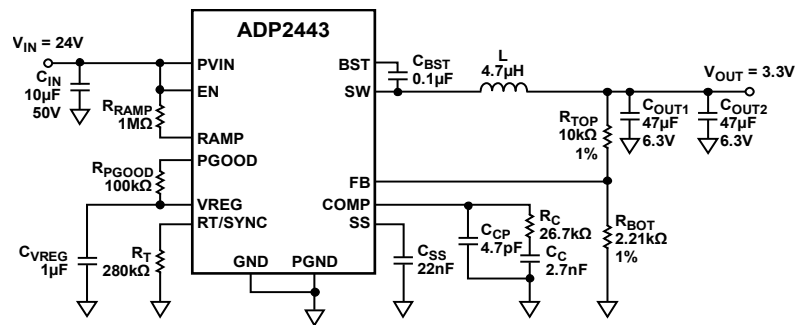 ADP2443
V_IN = 24V
C_IN
10µF
50V
R_RAMP
1MΩ
R_PGOOD
100kΩ
C_VREG
1µF
R_T
280kΩ
PVIN
EN
RAMP
PGOOD
VREG
RT/SYNC
GND
PGND
BST
SW
FB
COMP
SS
C_BST
0.1µF
L
4.7µH
V_OUT = 3.3V
R_TOP
10kΩ
1%
C_OUT1
47µF
6.3V
C_OUT2
47µF
6.3V
C_SS
22nF
C_CP
4.7pF
R_C
26.7kΩ
C_C
2.7nF
R_BOT
2.21kΩ
1%